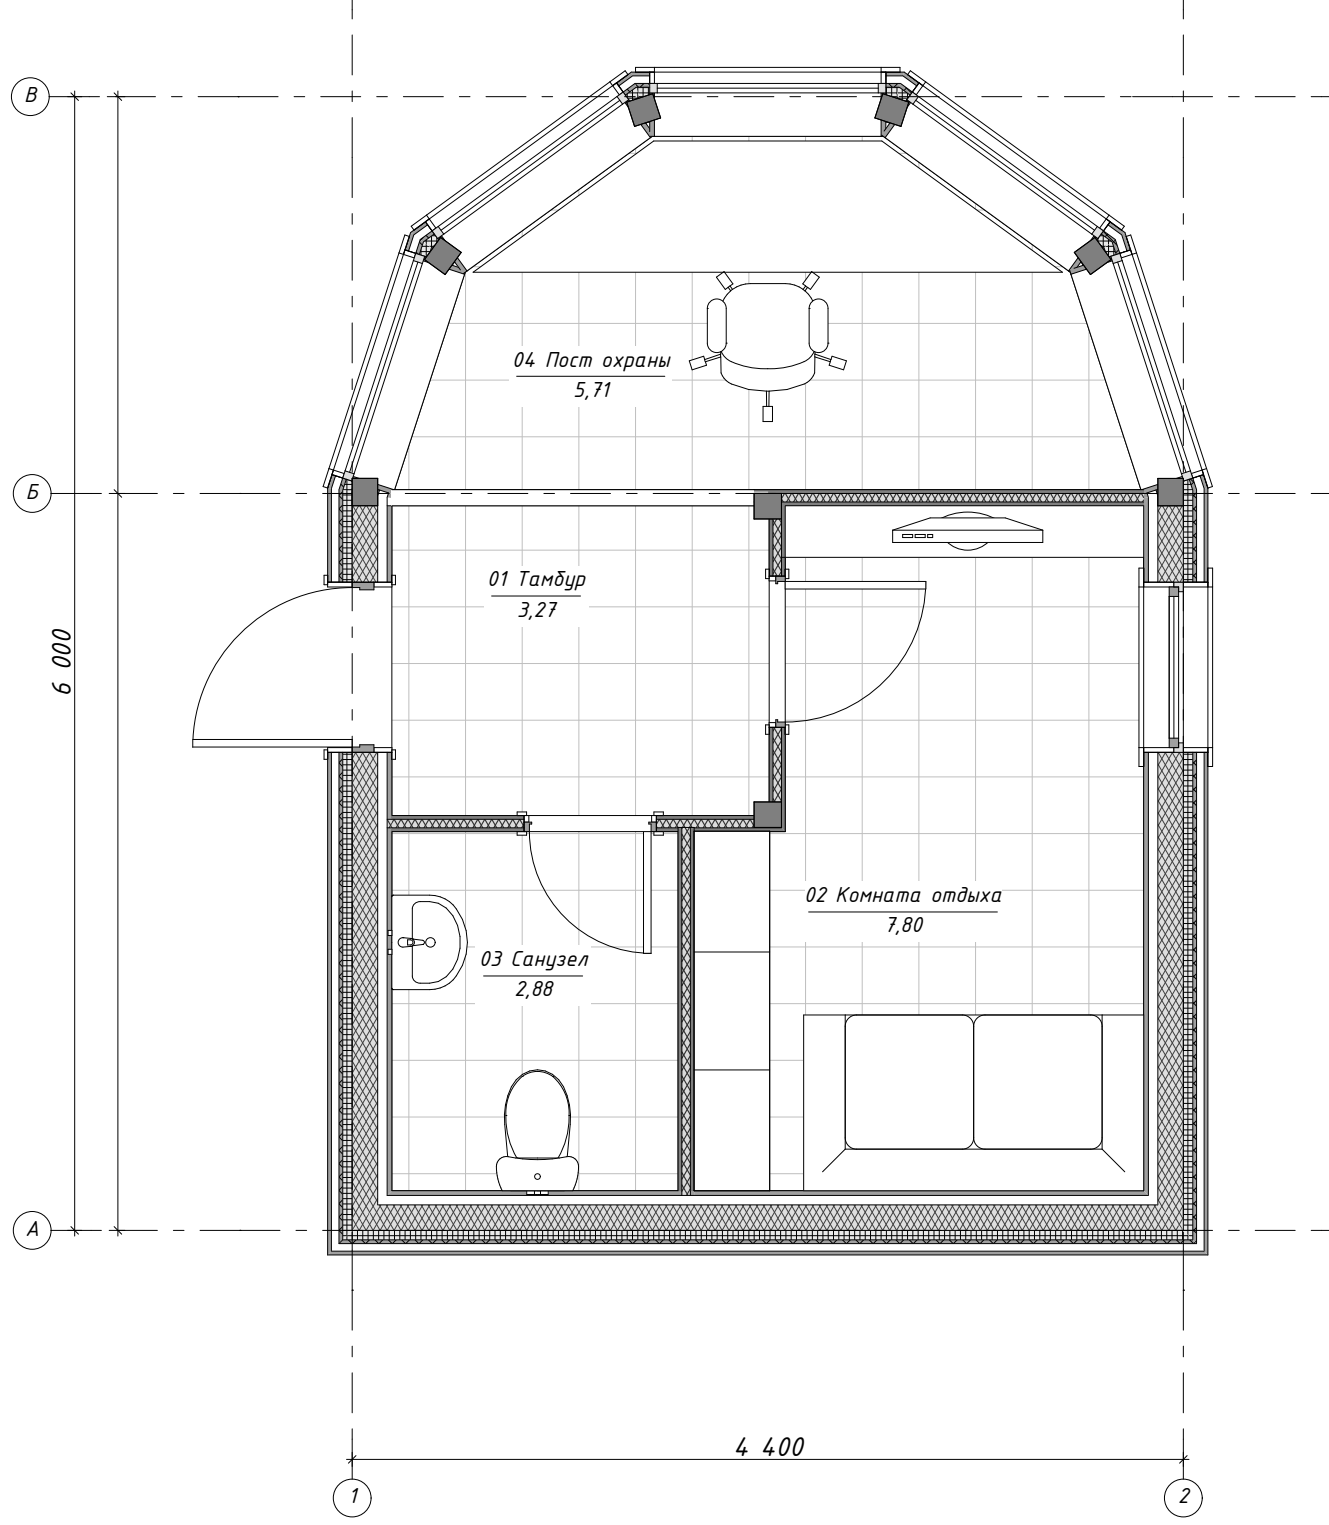 В
04 Пост охраны
5,71
Б
01 Тамбур
3,27
6 000
02 Комната отдыха
7,80
03 Санузел
2,88
А
4 400
1
2